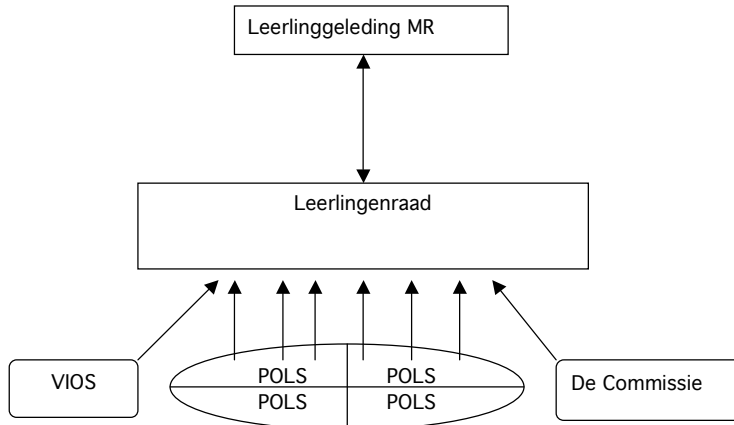 Leerlinggeleding MR
Leerlingenraad
VIOS
POLS
POLS
De Commissie
POLS
POLS